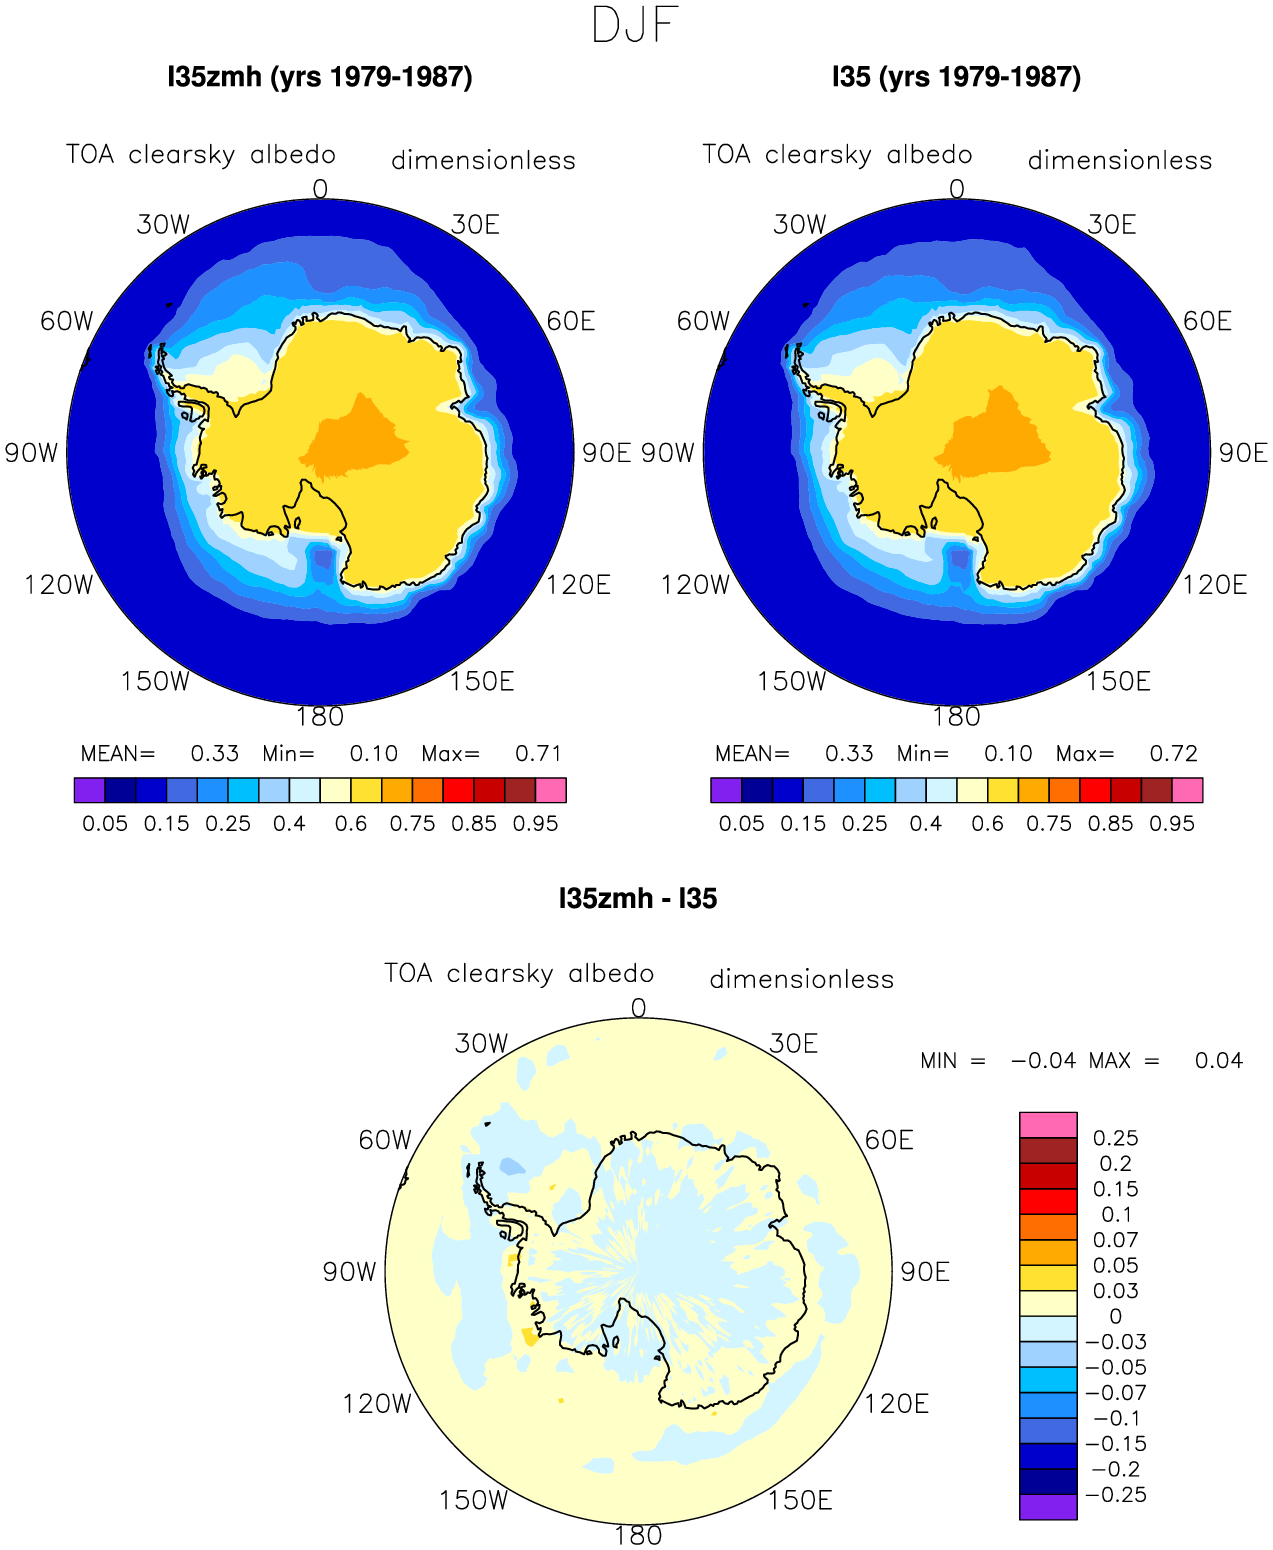 DJF
I35zmh (yrs 1979-1987) I35 (yrs 1979-1987)
TOA clearsky albedo dimensionless TOA clearsky albedo dimensionless
0 0
30W 30E 30W 30E
60W 60E 60W 60E
90W 90E 90W 90E
120W 120E 120W 120E
150W 150E 150W 150E
180 180
MEAN= 0.33 Min= 0.10 Max= 0.71 MEAN= 0.33 Min= 0.10 Max= 0.72
0.05 0.15 0.25 0.4 0.6 0.75 0.85 0.95 0.05 0.15 0.25 0.4 0.6 0.75 0.85 0.95
I35zmh - I35
TOA clearsky albedo dimensionless
0
30W 30E
MIN = -0.04 MAX = 0.04
60W 60E
90W 90E
120W 120E
150W 150E
180
0.25
0.2
0.15
0.1
0.07
0.05
0.03
0
-0.03
-0.05
-0.07
-0.1
-0.15
-0.2
-0.25